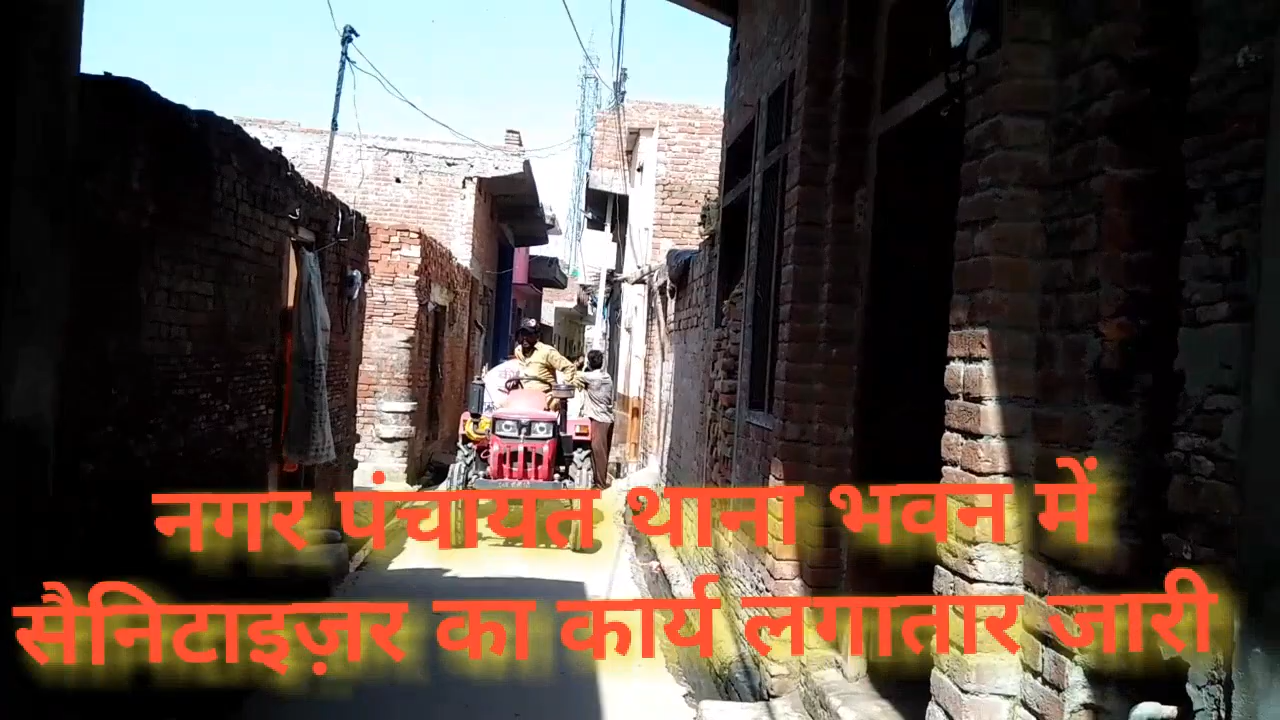 नगर पंचायत थाना भवन में
सैनिटाइज़र का कार्य लगातार जारी